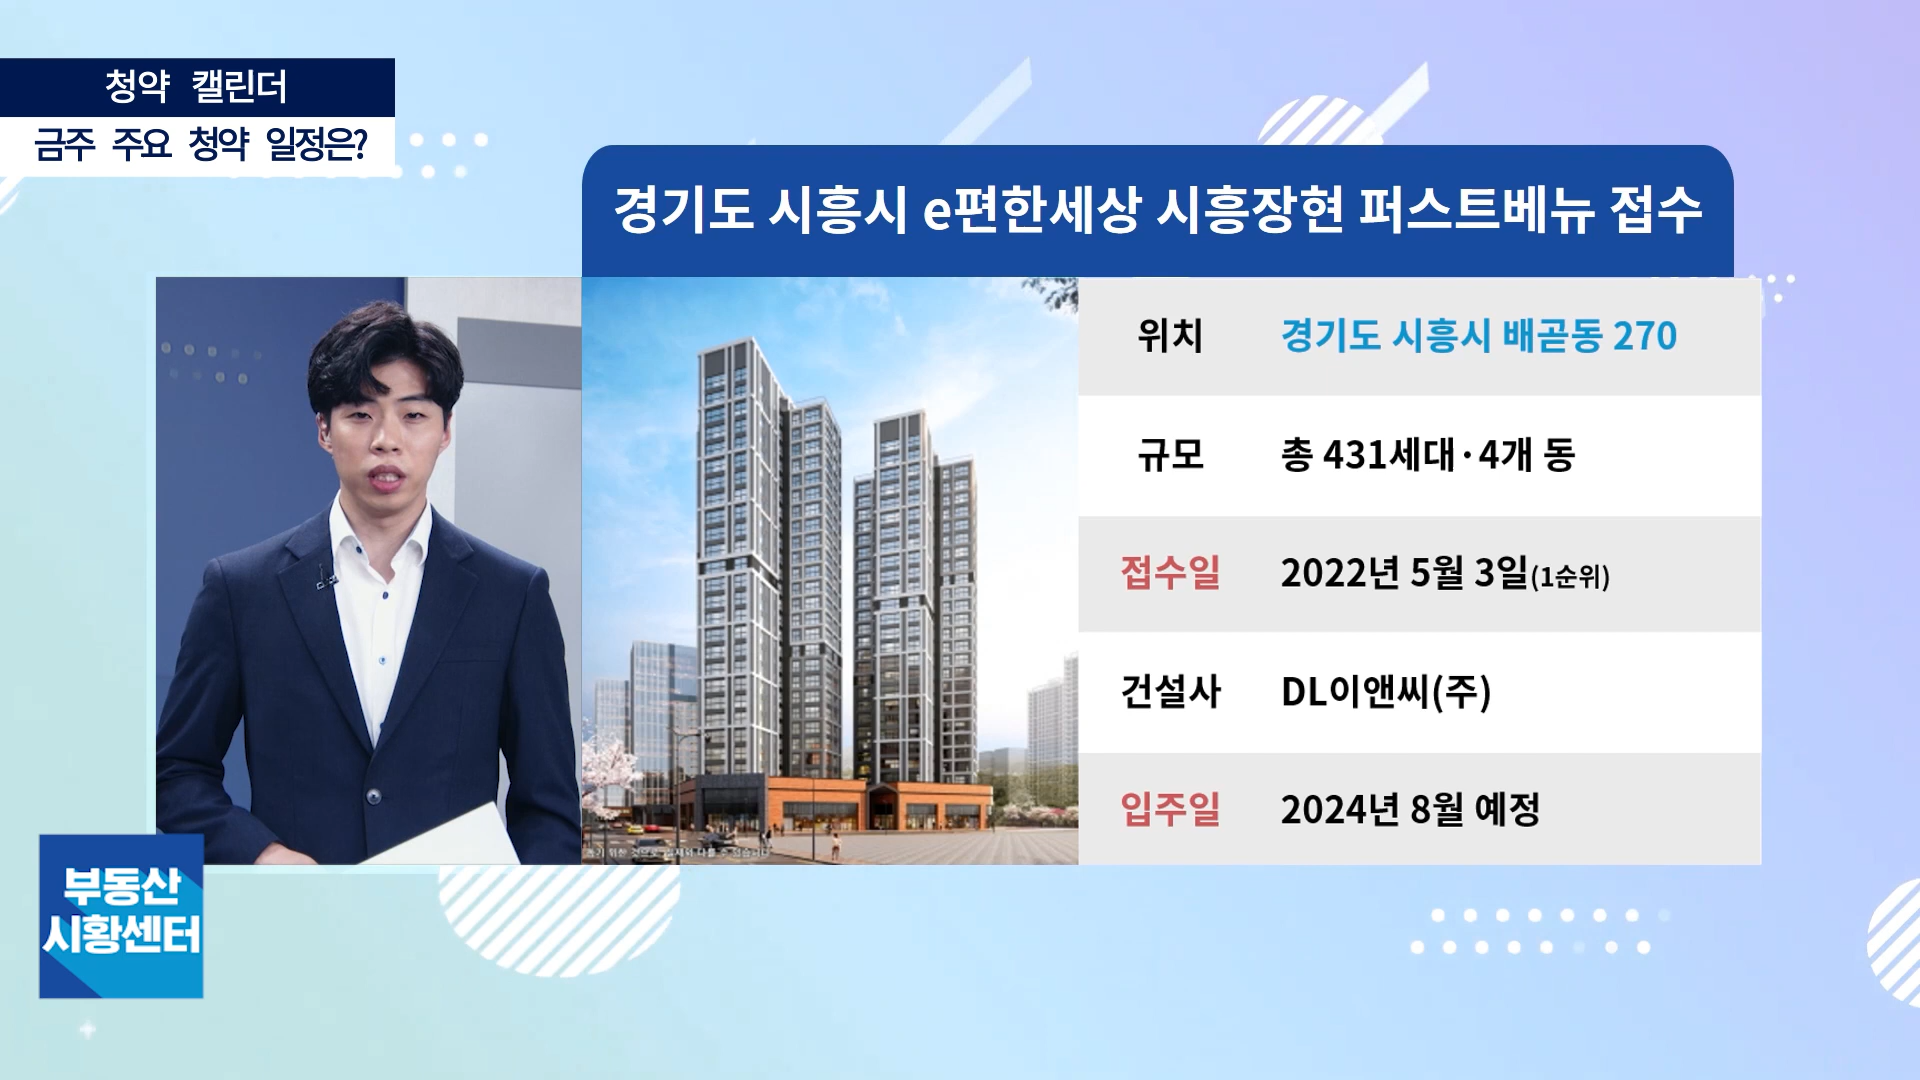 청약 캘린더
금주 주요 청약 일정은?
경기도 시흥시 e편한세상 시흥장현 퍼스트베뉴 접수
위치 경기도 시흥시 배곧동 270
규모 총 431세대·4개 동
접수일 2022년 5월 3일(1순위)
건설사 DL이앤씨(주)
입주일 2024년 8월 예정
부동산
시황센터